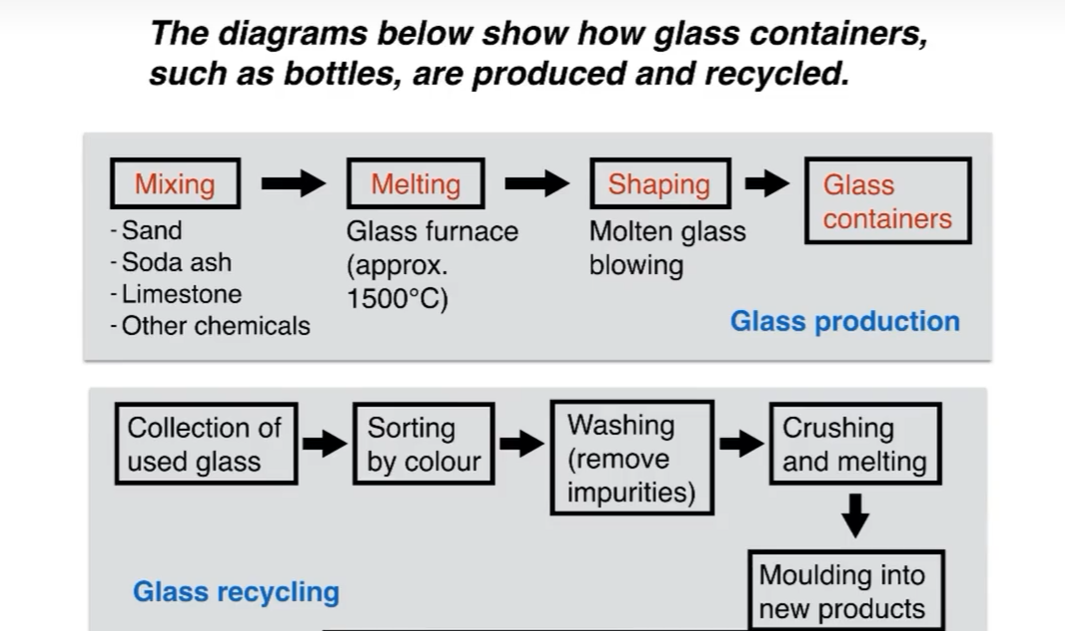 The diagrams below show how glass containers,
such as bottles, are produced and recycled.
Mixing
- Sand
- Soda ash
- Limestone
- Other chemicals
Melting
Glass furnace
(approx.
1500°C)
Shaping
Molten glass
blowing
Glass
containers
Glass production
Collection of
used glass
Sorting
by colour
Washing
(remove
impurities)
Crushing
and melting
Moulding into
new products
Glass recycling